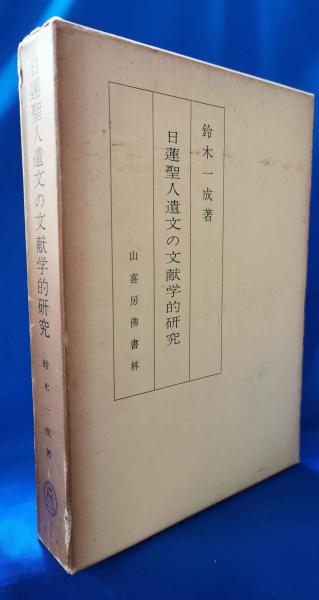 鈴木一成著
日蓮聖人遺文の文献学的研究
山喜房佛書林
日蓮聖人遺文の文献学的研究
鈴木一成著